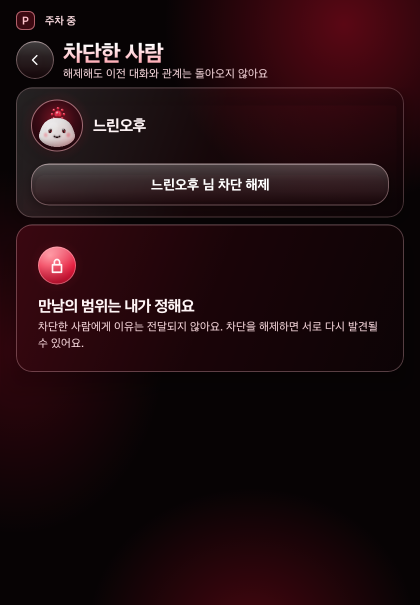 P 주차 중
차단한 사람
해제해도 이전 대화와 관계는 돌아오지 않아요
느린오후
느린오후 님 차단 해제
만남의 범위는 내가 정해요
차단한 사람에게 이유는 전달되지 않아요. 차단을 해제하면 서로 다시 발견될
수 있어요.